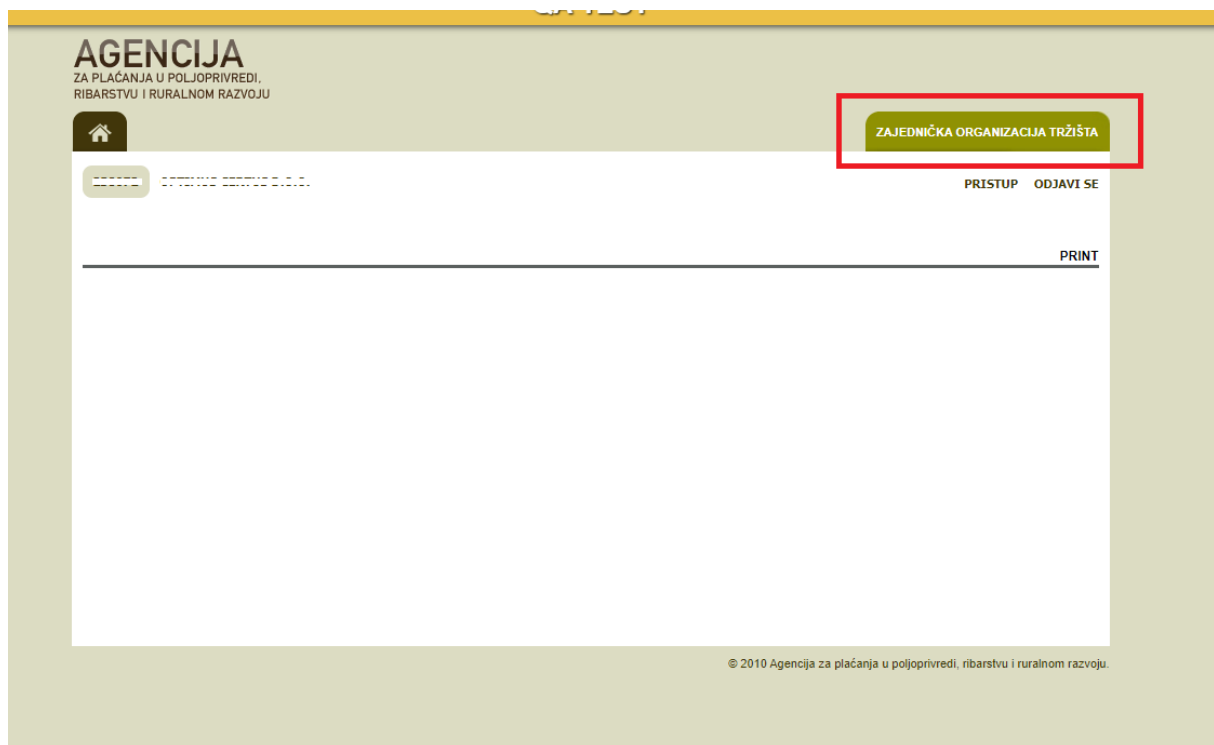 AGENCIJA
ZA PLAĆANJA U POLJOPRIVREDI,
RIBARSTVU I RURALNOM RAZVOJU
ZAJEDNIČKA ORGANIZACIJA TRŽIŠTA
PRISTUP ODJAVI SE
PRINT
© 2010 Agencija za plaćanja u poljoprivredi, ribarstvu i ruralnom razvoju.